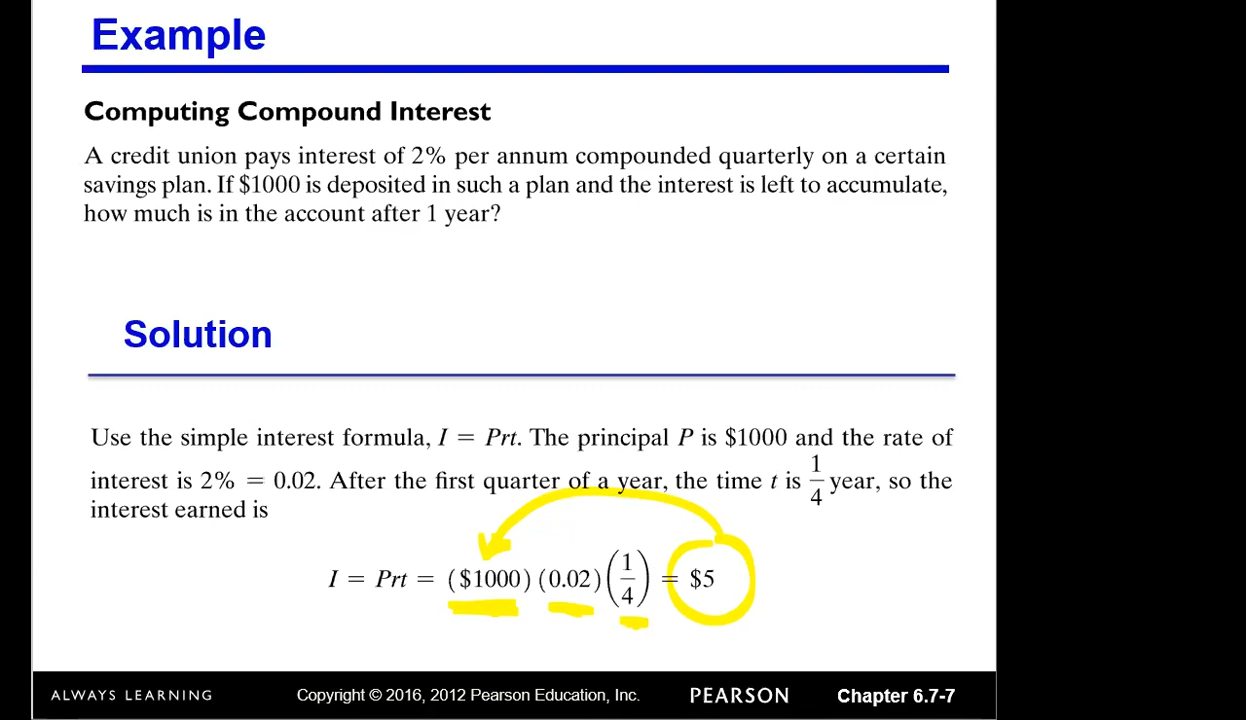 Example
Computing Compound Interest
A credit union pays interest of 2% per annum compounded quarterly on a certain
savings plan. If $1000 is deposited in such a plan and the interest is left to accumulate,
how much is in the account after 1 year?
Solution
Use the simple interest formula, I = Prt. The principal P is $1000 and the rate of
interest is 2% = 0.02. After the first quarter of a year, the time t is 1/4 year, so the
interest earned is
I = Prt = ($1000)(0.02)(1/4) = $5
ALWAYS LEARNING Copyright © 2016, 2012 Pearson Education, Inc. PEARSON Chapter 6.7-7